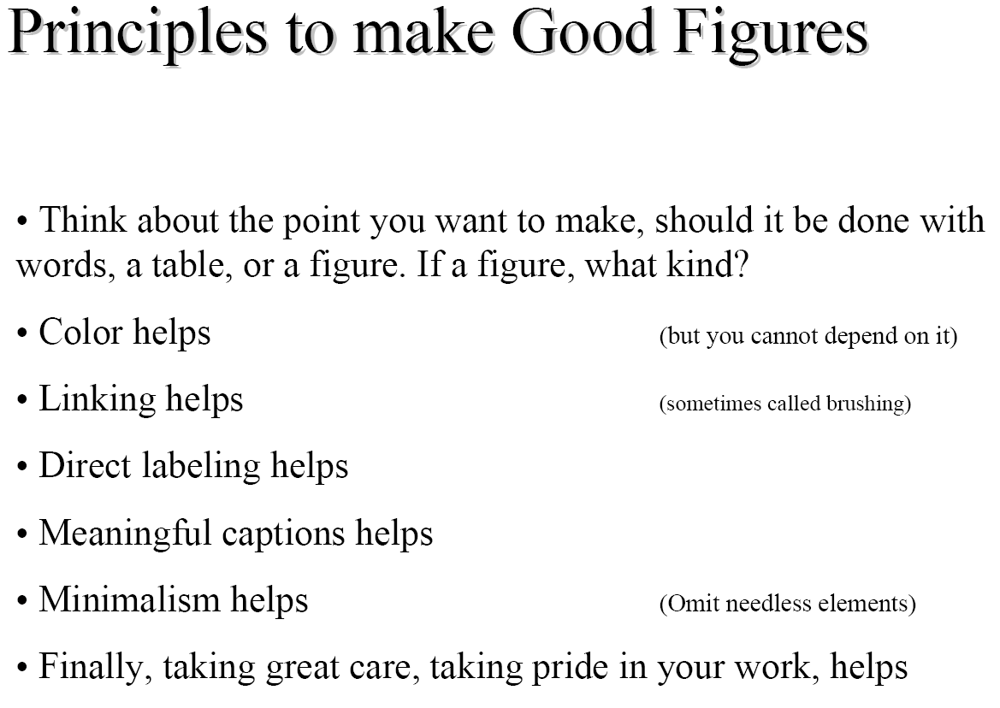 Principles to make Good Figures
• Think about the point you want to make, should it be done with
words, a table, or a figure. If a figure, what kind?
• Color helps (but you cannot depend on it)
• Linking helps (sometimes called brushing)
• Direct labeling helps
• Meaningful captions helps
• Minimalism helps (Omit needless elements)
• Finally, taking great care, taking pride in your work, helps